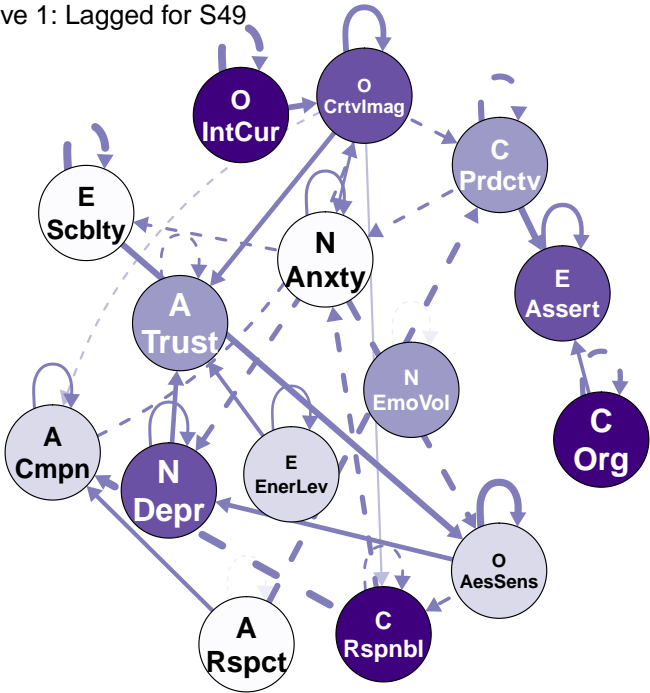 ve 1: Lagged for S49
O
CrtvImag
O
IntCur
C
Prdctv
E
Scblty
N
Anxty
E
Assert
A
Trust
N
EmoVol
C
Org
A
Cmpn
N
Depr
E
EnerLev
O
AesSens
A
Rspct
C
Rspnbl